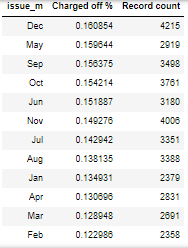 issue_m Charged off % Record count
Dec 0.160854 4215
May 0.159644 2919
Sep 0.156375 3498
Oct 0.154214 3761
Jun 0.151887 3180
Nov 0.149276 4006
Jul 0.142942 3351
Aug 0.138135 3388
Jan 0.134931 2379
Apr 0.130696 2831
Mar 0.128948 2691
Feb 0.122986 2358